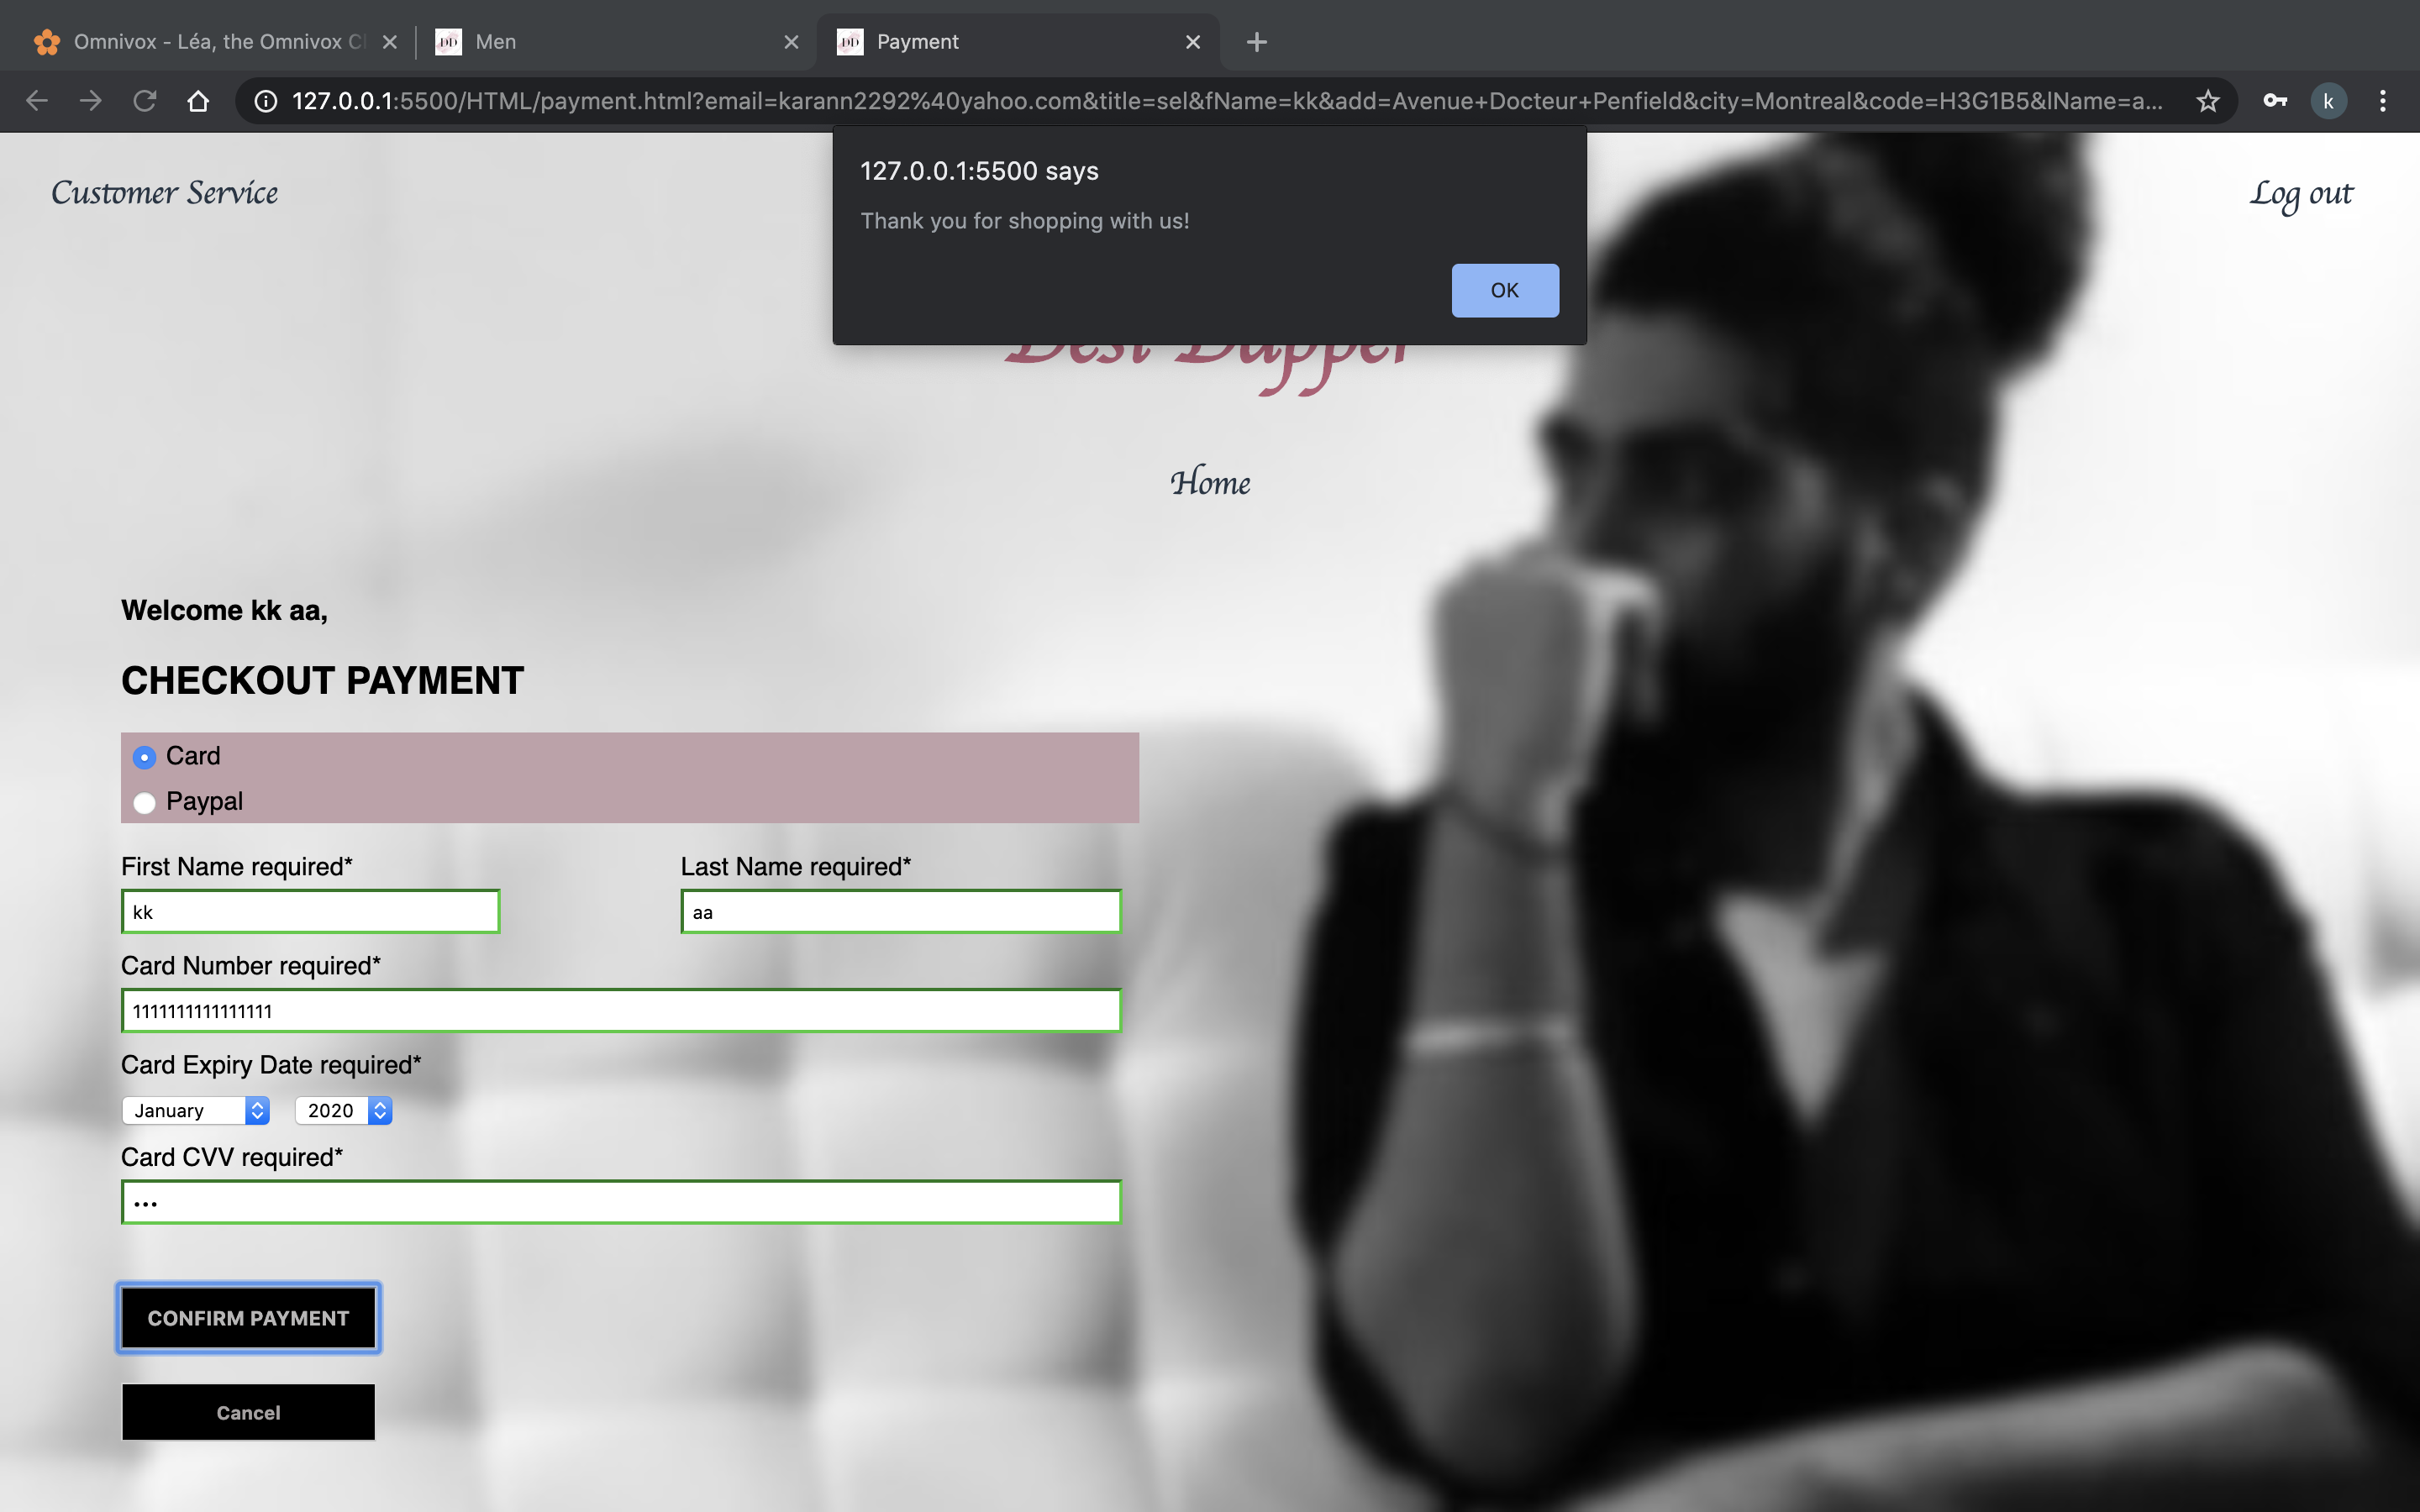 Omnivox - Léa, the Omnivox Cl
DD Men
DD Payment
127.0.0.1:5500/HTML/payment.html?email=karann2292%40yahoo.com&title=sel&fName=kk&add=Avenue+Docteur+Penfield&city=Montreal&code=H3G1B5&lName=a...
k
127.0.0.1:5500 says
Thank you for shopping with us!
OK
Customer Service
Log out
Best Dapper
Home
Welcome kk aa,
CHECKOUT PAYMENT
Card
Paypal
First Name required* Last Name required*
kk aa
Card Number required*
1111111111111111
Card Expiry Date required*
January 2020
Card CVV required*
•••
CONFIRM PAYMENT
Cancel